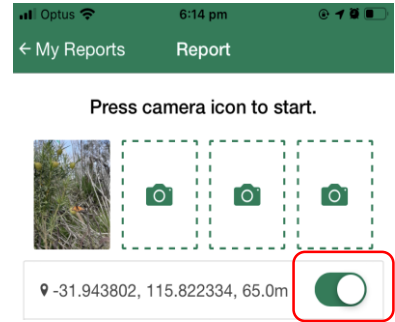 Optus 6:14 pm
← My Reports Report
Press camera icon to start.
-31.943802, 115.822334, 65.0m